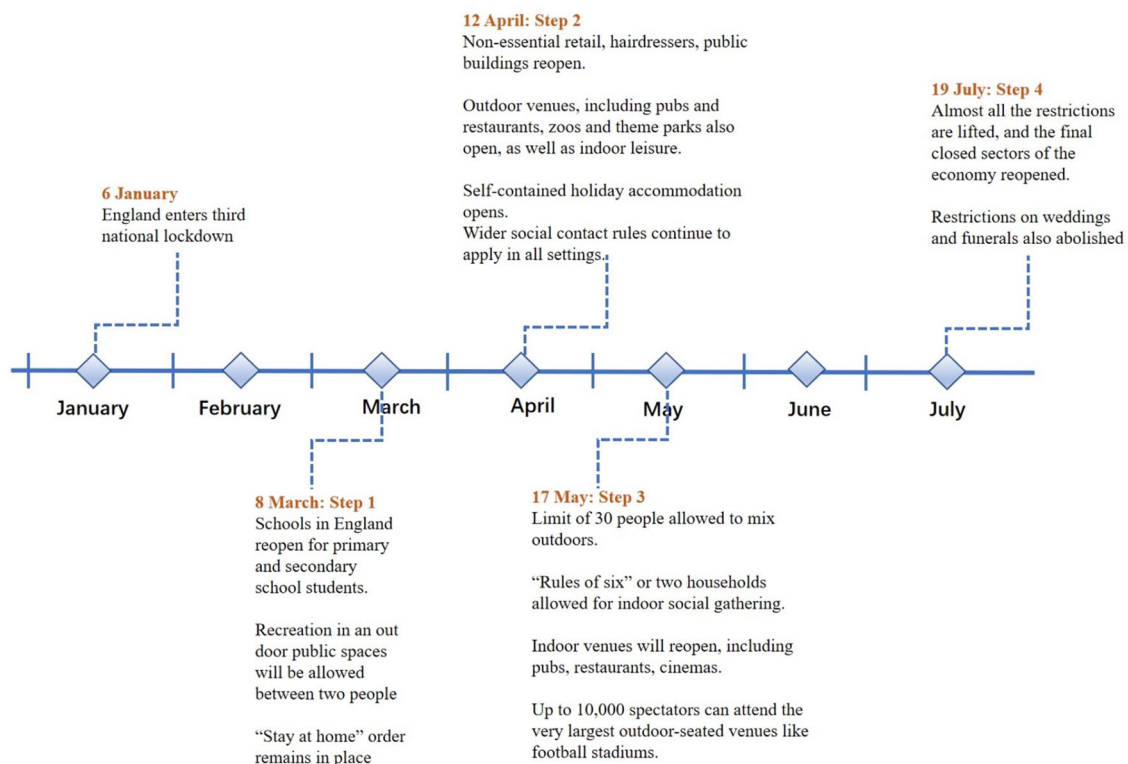 12 April: Step 2
Non-essential retail, hairdressers, public
buildings reopen.
Outdoor venues, including pubs and
restaurants, zoos and theme parks also
open, as well as indoor leisure.
Self-contained holiday accommodation
opens.
Wider social contact rules continue to
apply in all settings.
19 July: Step 4
Almost all the restrictions
are lifted, and the final
closed sectors of the
economy reopened.
Restrictions on weddings
and funerals also abolished
6 January
England enters third
national lockdown
January
February
March
April
May
June
July
8 March: Step 1
Schools in England
reopen for primary
and secondary
school students.
Recreation in an out
door public spaces
will be allowed
between two people
“Stay at home” order
remains in place
17 May: Step 3
Limit of 30 people allowed to mix
outdoors.
“Rules of six” or two households
allowed for indoor social gathering.
Indoor venues will reopen, including
pubs, restaurants, cinemas.
Up to 10,000 spectators can attend the
very largest outdoor-seated venues like
football stadiums.